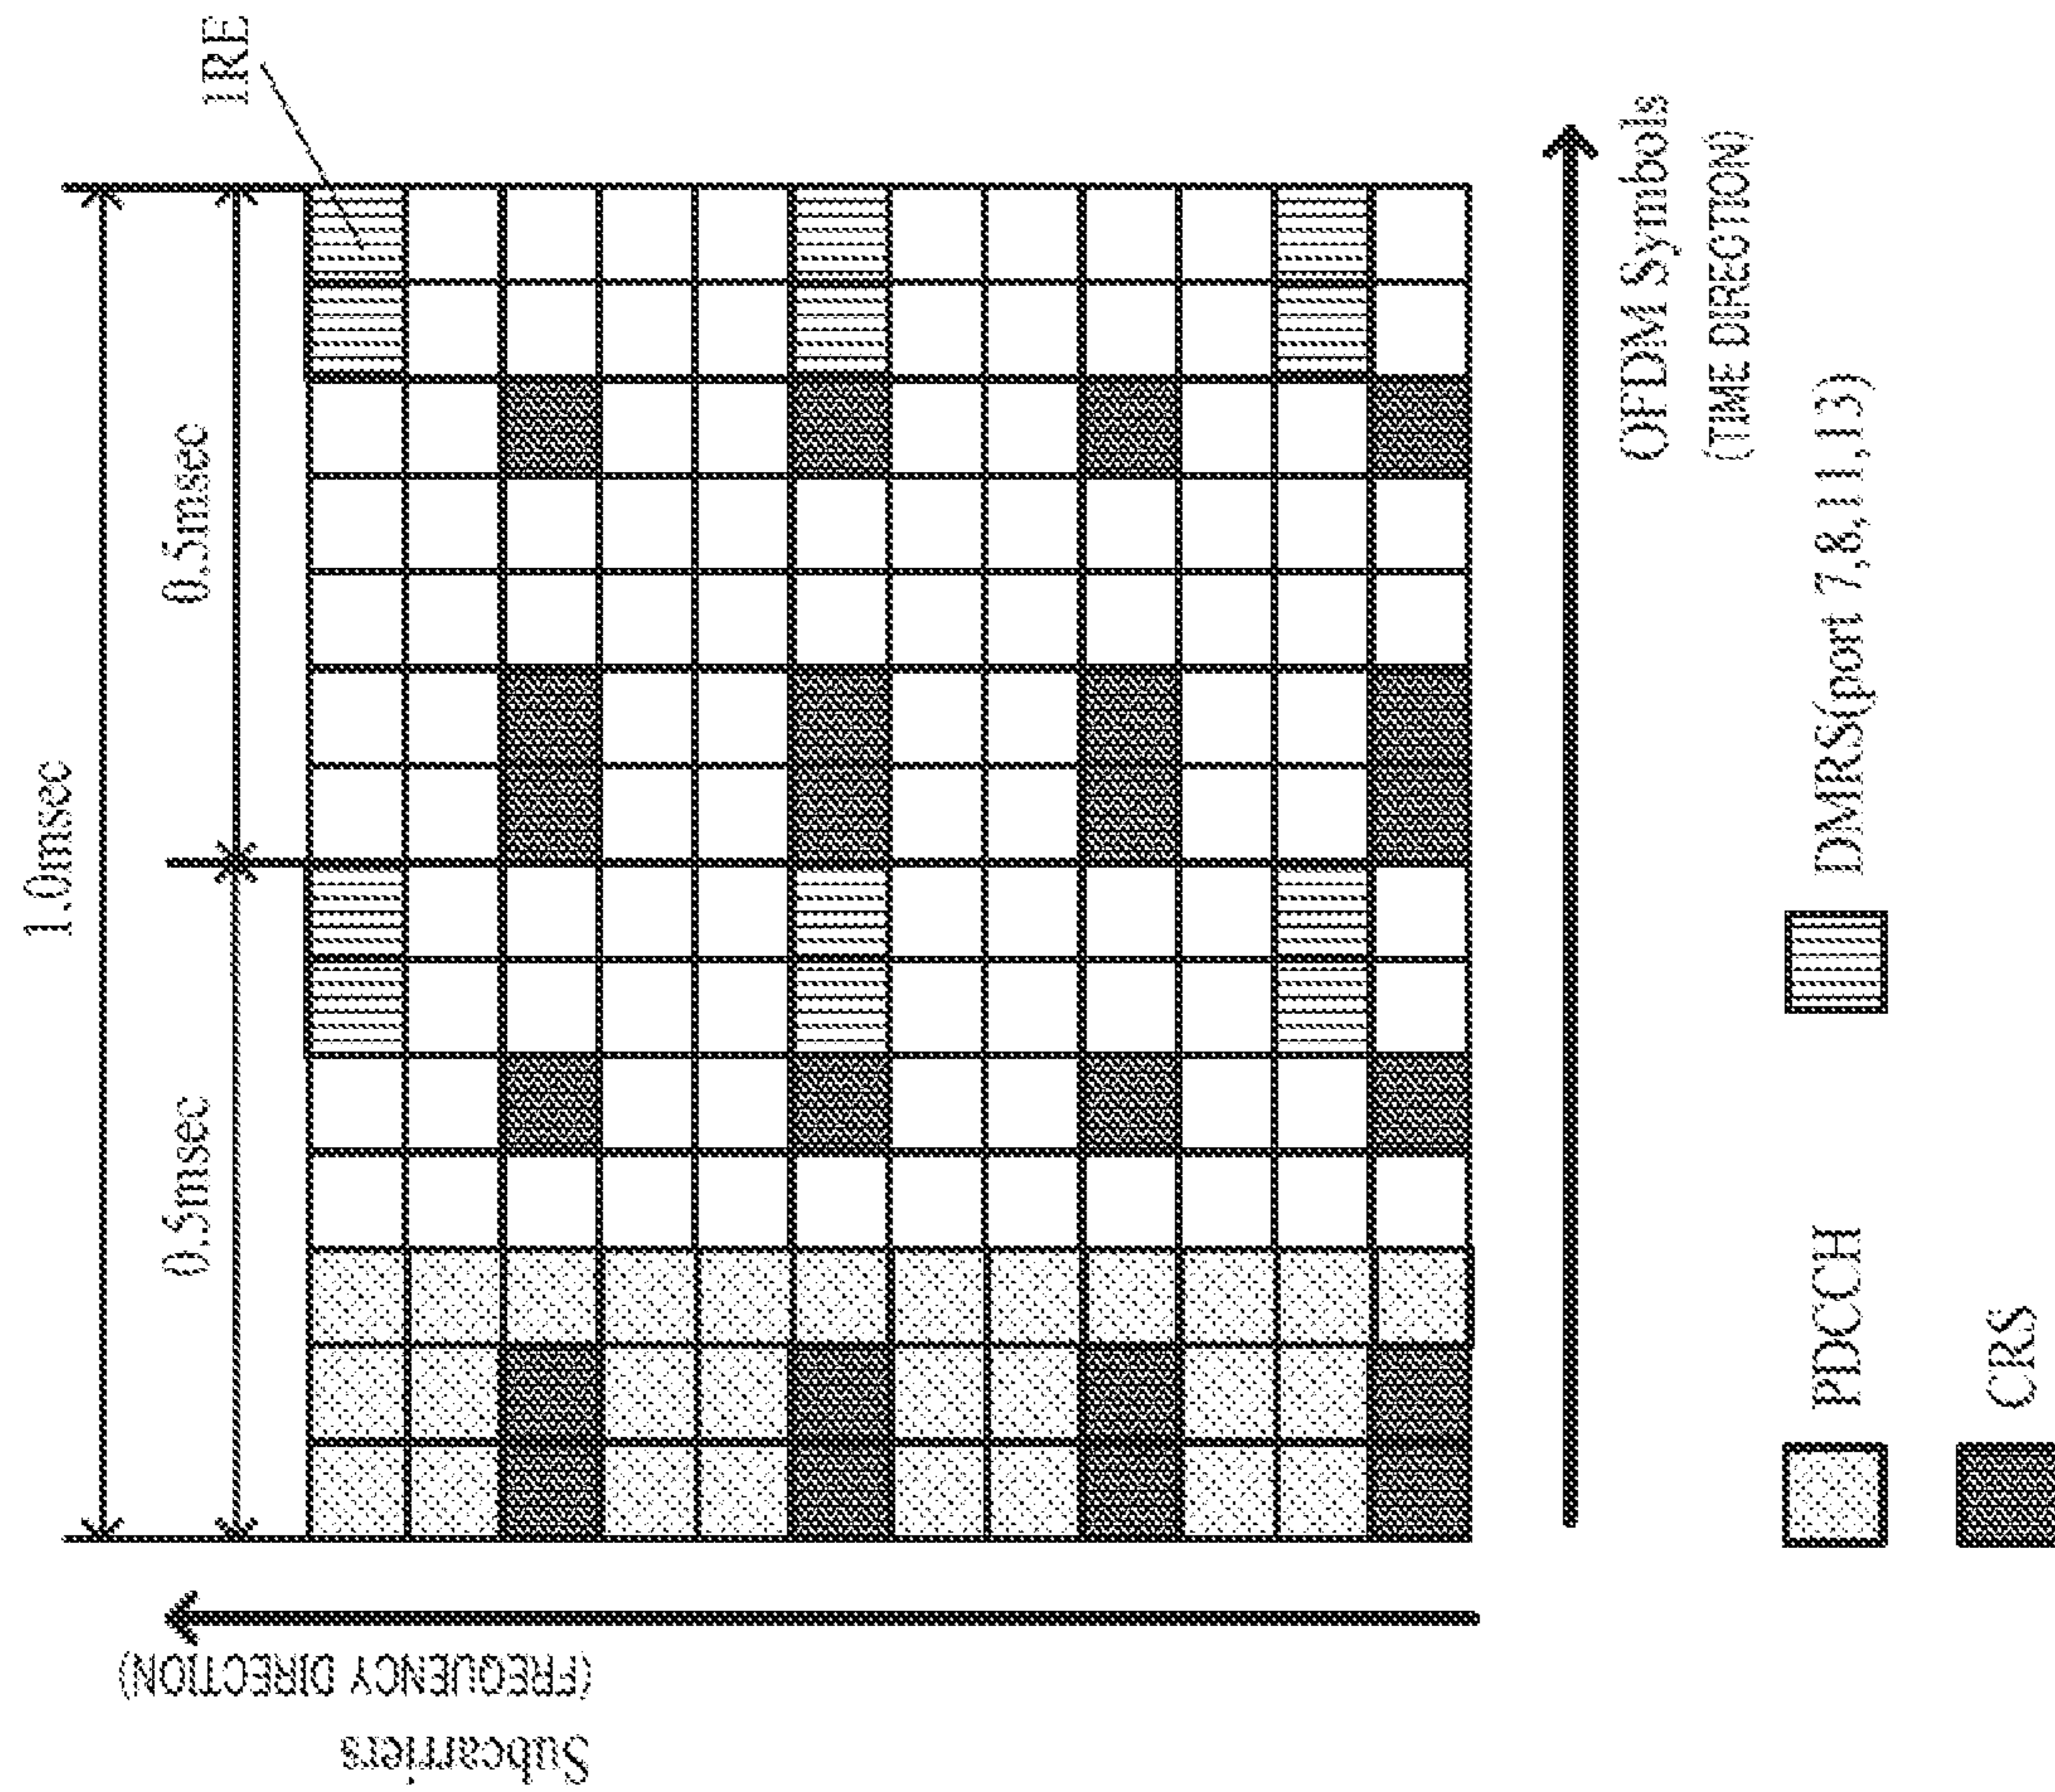 1.0msec
0.5msec
0.5msec
1RE
Subcarriers
(FREQUENCY DIRECTION)
OFDM Symbols
(TIME DIRECTION)
PDCCH
DMRS(port 7,8,11,13)
CRS